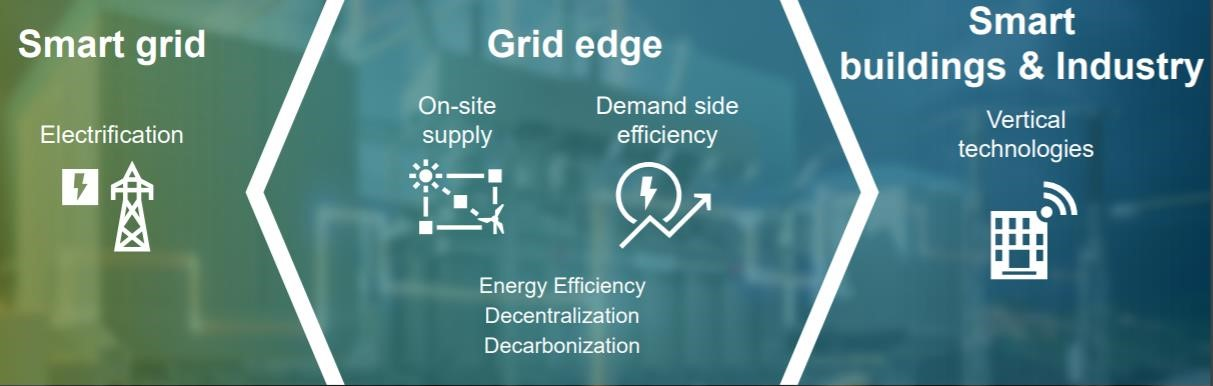 Smart grid
Electrification
Grid edge
On-site
supply
Demand side
efficiency
Energy Efficiency
Decentralization
Decarbonization
Smart
buildings & Industry
Vertical
technologies